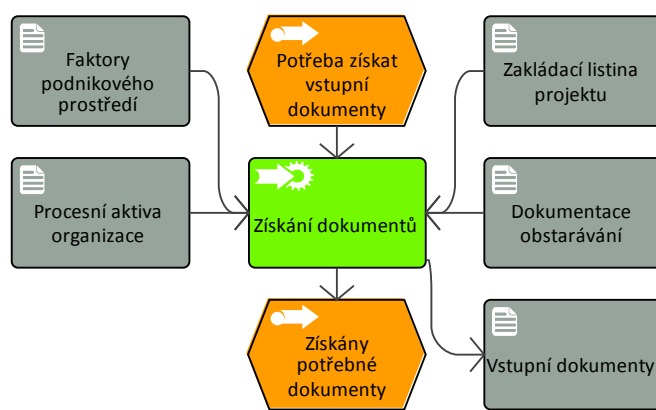 Faktory
podnikového
prostředí
Potřeba získat
vstupní
dokumenty
Zakládací listina
projektu
Procesní aktiva
organizace
Získání dokumentů
Dokumentace
obstarávání
Získány
potřebné
dokumenty
Vstupní dokumenty